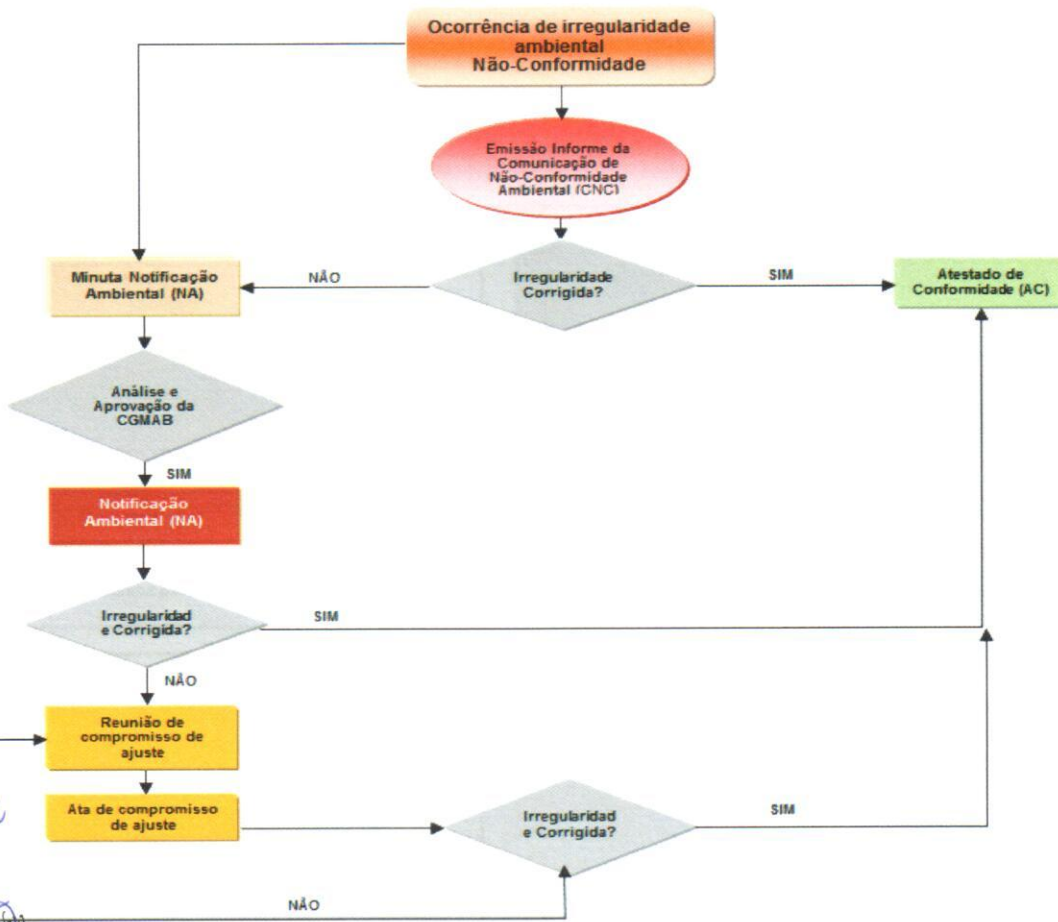 Ocorrência de irregularidade
ambiental
Não-Conformidade
Emissão Informe da
Comunicação de
Não-Conformidade
Ambiental (CNC)
Minuta Notificação
Ambiental (NA)
NÃO
Irregularidade
Corrigida?
SIM
Atestado de
Conformidade (AC)
Análise e
Aprovação da
CGMAB
SIM
Notificação
Ambiental (NA)
Irregularidad
e Corrigida?
SIM
NÃO
Reunião de
compromisso de
ajuste
Ata de compromisso
de ajuste
Irregularidad
e Corrigida?
SIM
NÃO